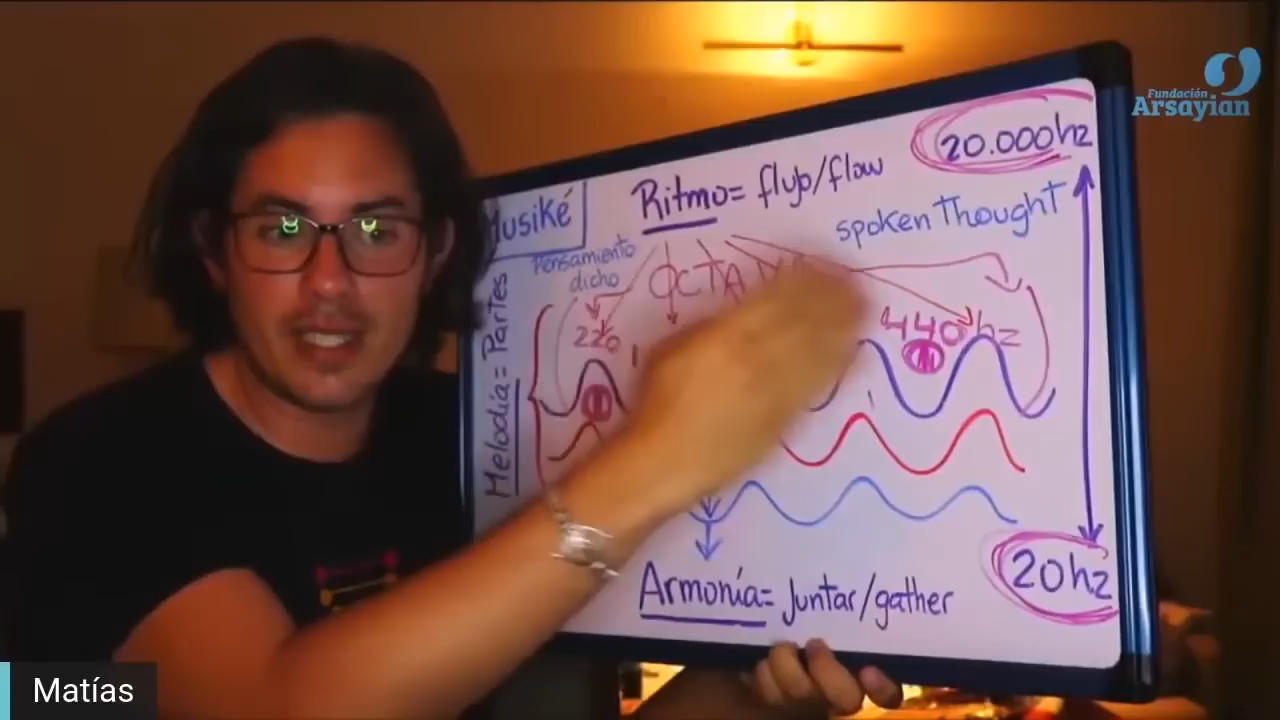 Fundación
Arsayian
20.000hz
Musiké
Ritmo= flujo/flow
spoken Thought
Pensamiento
dicho
Melodía= Partes
220
440hz
20hz
Armonía= Juntar/gather
Matías